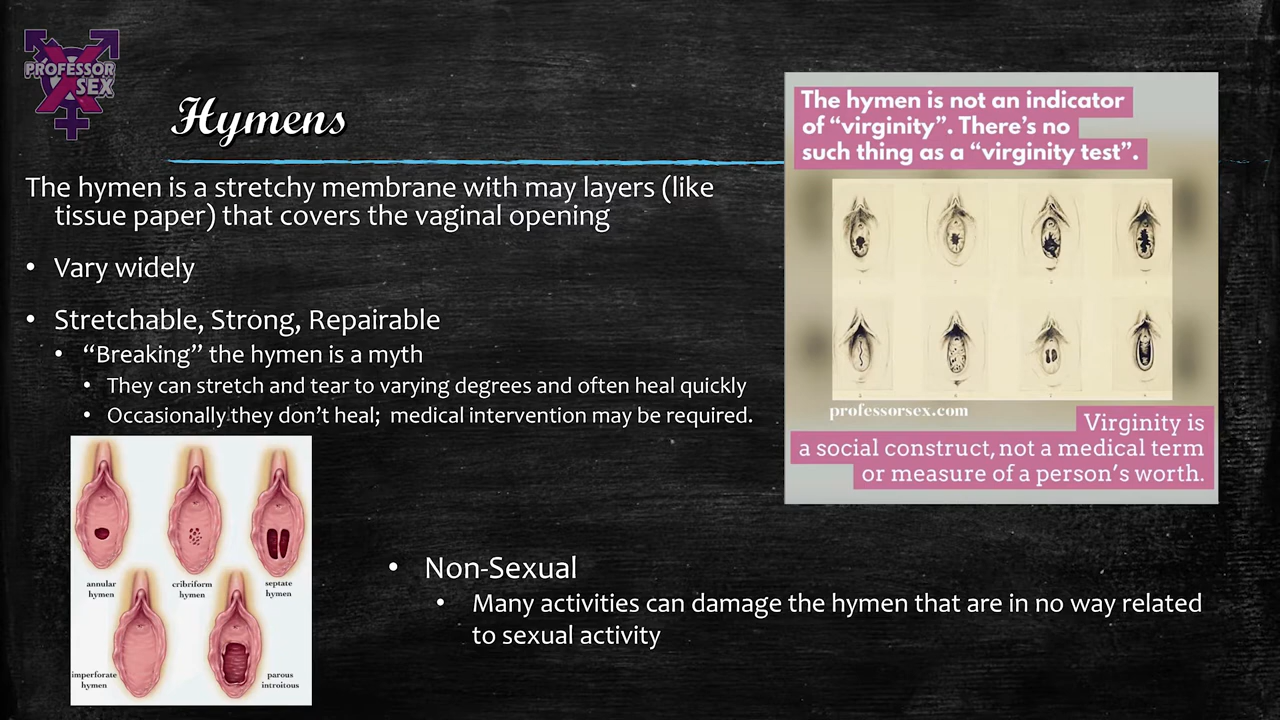 PROFESSOR
SEX
Hymens
The hymen is a stretchy membrane with may layers (like
tissue paper) that covers the vaginal opening
• Vary widely
• Stretchable, Strong, Repairable
• “Breaking” the hymen is a myth
• They can stretch and tear to varying degrees and often heal quickly
• Occasionally they don’t heal; medical intervention may be required.
The hymen is not an indicator
of “virginity”. There’s no
such thing as a “virginity test”.
professorsex.com
Virginity is
a social construct, not a medical term
or measure of a person’s worth.
annular
hymen
cribriform
hymen
septate
hymen
imperforate
hymen
parous
introitous
• Non-Sexual
• Many activities can damage the hymen that are in no way related
to sexual activity